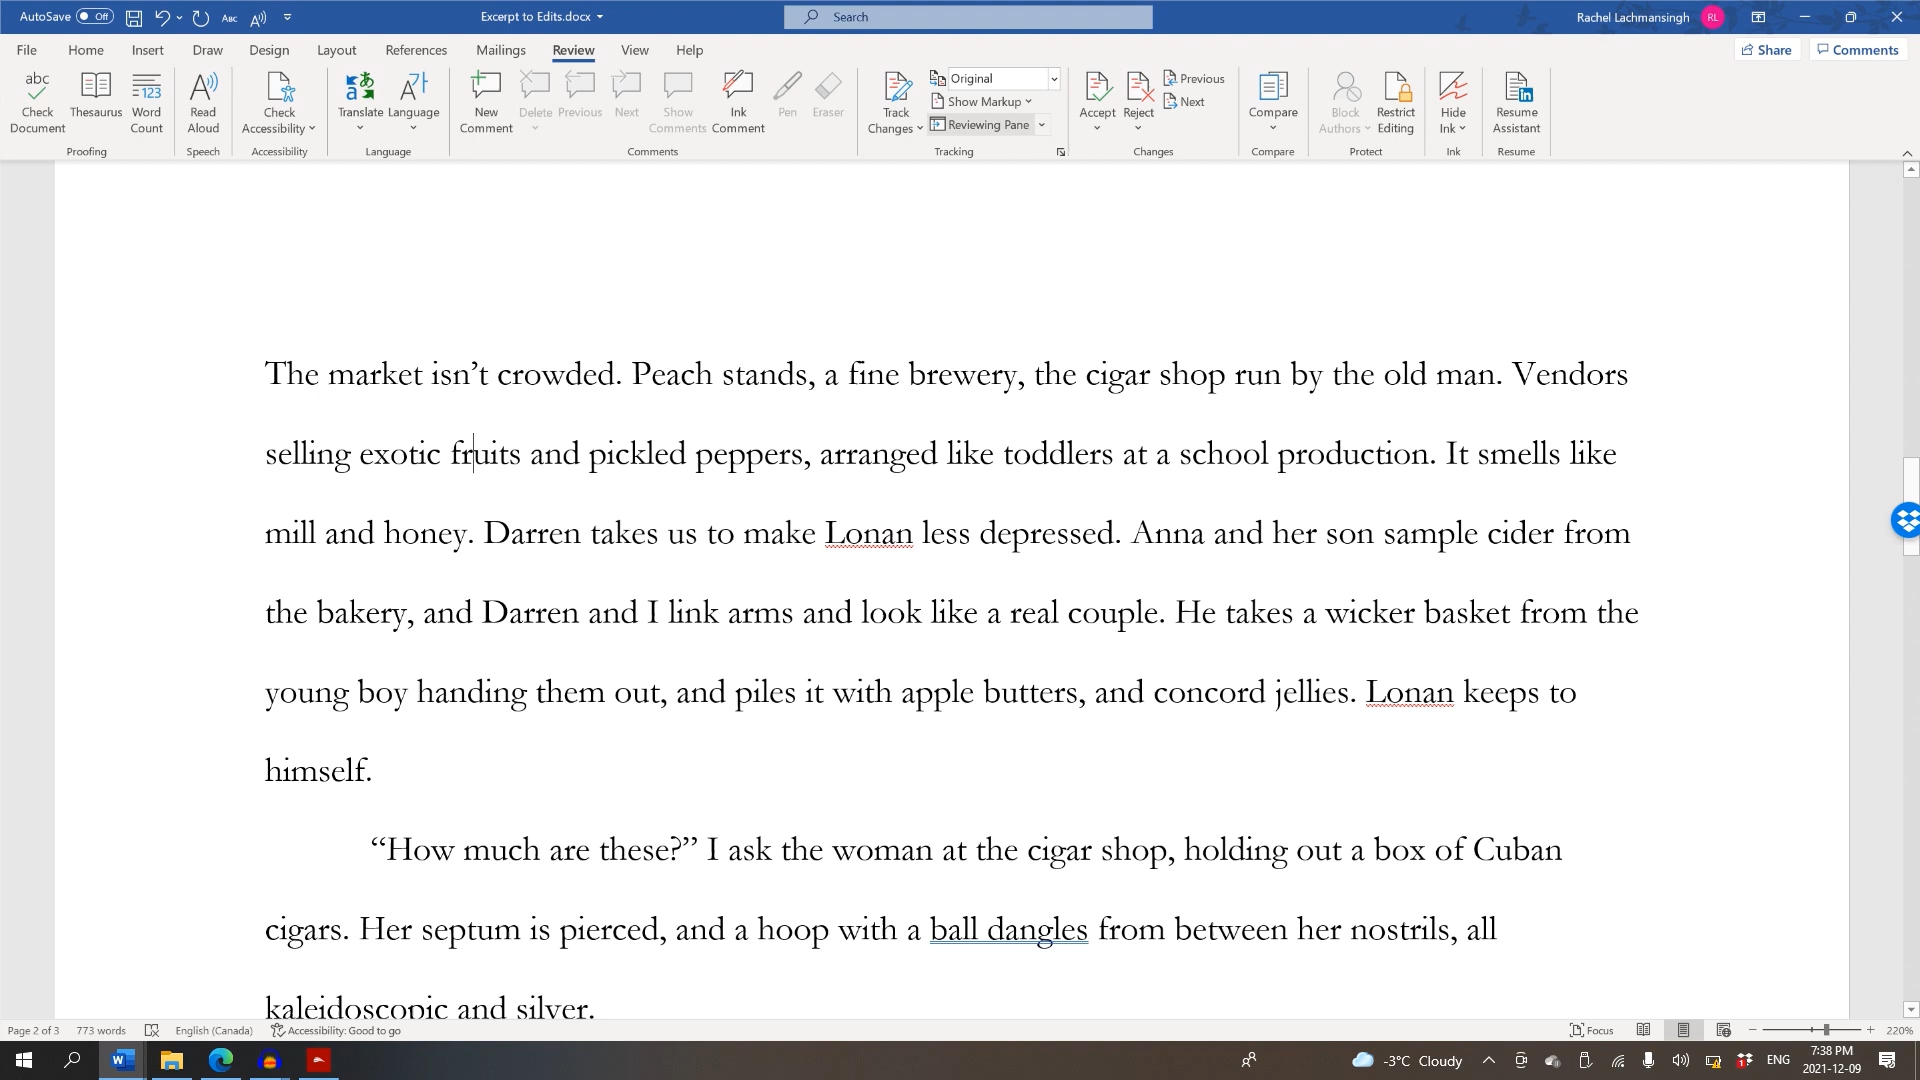 AutoSave Off Abc Excerpt to Edits.docx Search Rachel Lachmansingh RL
File Home Insert Draw Design Layout References Mailings Review View Help Share Comments
abc Check Document
Thesaurus
123 Word Count
Proofing
Read Aloud
Speech
Check Accessibility
Accessibility
Translate
Language
Language
New Comment
Delete
Previous
Next
Show Comments
Ink Comment
Pen
Eraser
Comments
Track Changes
Original
Show Markup
Reviewing Pane
Tracking
Accept
Reject
Previous
Next
Changes
Compare
Compare
Block Authors
Restrict Editing
Protect
Hide Ink
Ink
Resume Assistant
Resume
The market isn’t crowded. Peach stands, a fine brewery, the cigar shop run by the old man. Vendors
selling exotic fruits and pickled peppers, arranged like toddlers at a school production. It smells like
mill and honey. Darren takes us to make Lonan less depressed. Anna and her son sample cider from
the bakery, and Darren and I link arms and look like a real couple. He takes a wicker basket from the
young boy handing them out, and piles it with apple butters, and concord jellies. Lonan keeps to
himself.
“How much are these?” I ask the woman at the cigar shop, holding out a box of Cuban
cigars. Her septum is pierced, and a hoop with a ball dangles from between her nostrils, all
kaleidoscopic and silver.
Page 2 of 3 773 words English (Canada) Accessibility: Good to go Focus 220%
-3°C Cloudy ENG 7:38 PM
2021-12-09